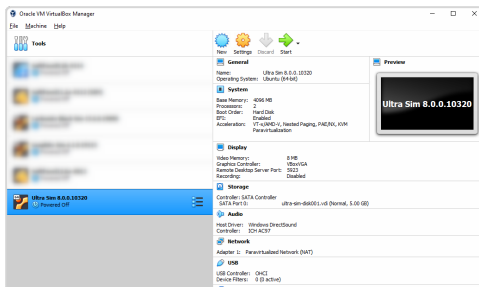 Oracle VM VirtualBox Manager
File Machine Help
Tools
New Settings Discard Start
General
Name: Ultra Sim 8.0.0.10320
Operating System: Ubuntu (64-bit)
System
Base Memory: 4096 MB
Processors: 2
Boot Order: Hard Disk
EFI: Enabled
Acceleration: VT-x/AMD-V, Nested Paging, PAE/NX, KVM
Paravirtualization
Preview
Ultra Sim 8.0.0.10320
Display
Video Memory: 8 MB
Graphics Controller: VBoxVGA
Remote Desktop Server Port: 5923
Recording: Disabled
Storage
Controller: SATA Controller
SATA Port 0: ultra-sim-disk001.vdi (Normal, 5.00 GB)
Audio
Host Driver: Windows DirectSound
Controller: ICH AC97
Network
Adapter 1: Paravirtualized Network (NAT)
USB
USB Controller: OHCI
Device Filters: 0 (0 active)
Ultra Sim 8.0.0.10320
Powered Off